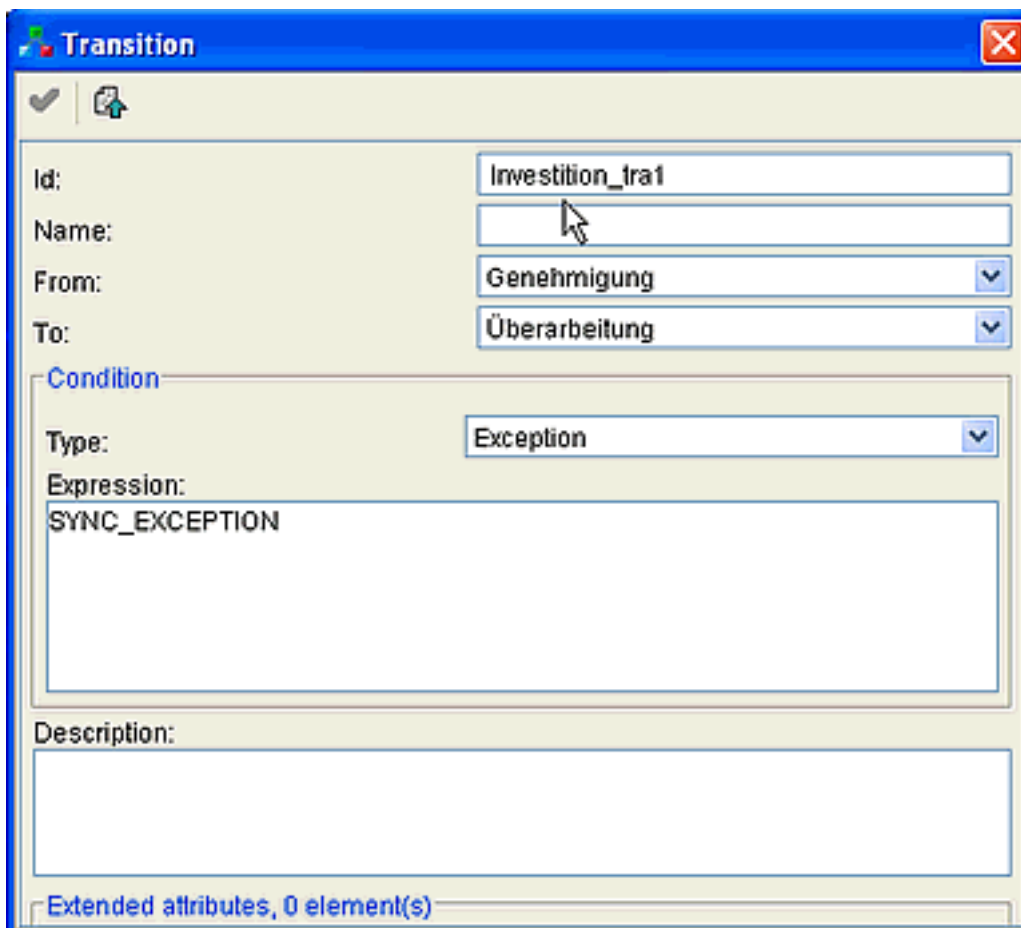 Transition
Id: Investition_tra1
Name:
From: Genehmigung
To: Überarbeitung
Condition
Type: Exception
Expression:
SYNC_EXCEPTION
Description:
Extended attributes, 0 element(s)